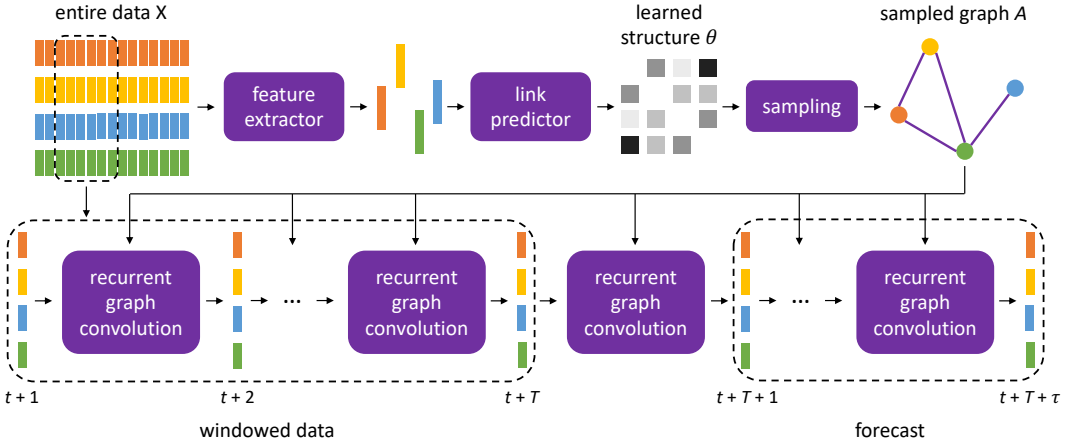 entire data X
learned
structure θ
sampled graph A
feature
extractor
link
predictor
sampling
recurrent
graph
convolution
...
recurrent
graph
convolution
recurrent
graph
convolution
...
recurrent
graph
convolution
t + 1
t + 2
t + T
t + T + 1
t + T + τ
windowed data
forecast